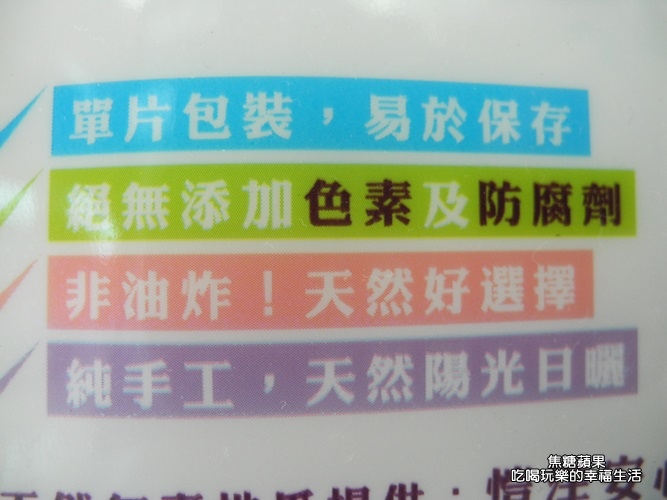 單片包裝，易於保存
絕無添加色素及防腐劑
非油炸！天然好選擇
純手工，天然陽光日曬
焦糖蘋果
吃喝玩樂的幸福生活